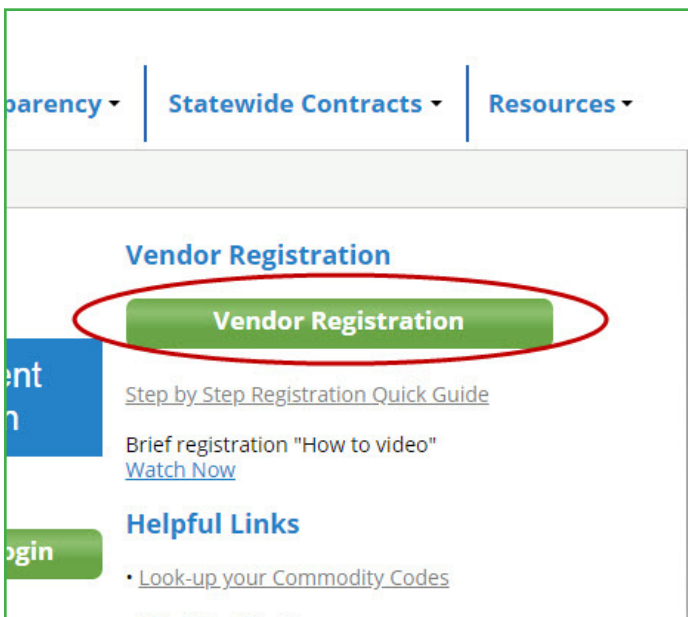 parency Statewide Contracts Resources
Vendor Registration
Vendor Registration
ent
n
Step by Step Registration Quick Guide
Brief registration "How to video"
Watch Now
Helpful Links
ogin
• Look-up your Commodity Codes